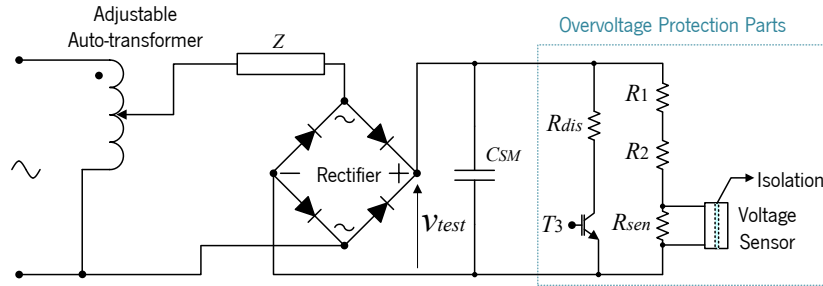 Adjustable
Auto-transformer
Z
Overvoltage Protection Parts
Rdis
R1
R2
CSM
Rectifier
Isolation
vtest
T3
Rsen
Voltage
Sensor